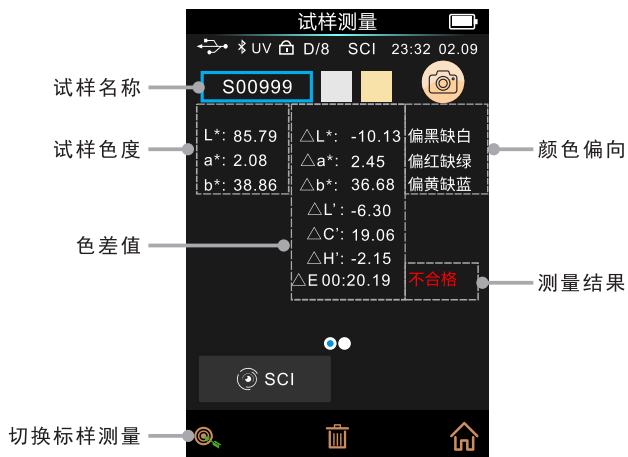 试样测量
UV D/8 SCI 23:32 02.09
试样名称
S00999
试样色度
L*: 85.79
a*: 2.08
b*: 38.86
△L*: -10.13 偏黑缺白
△a*: 2.45 偏红缺绿
△b*: 36.68 偏黄缺蓝
△L': -6.30
△C': 19.06
△H': -2.15
△E00:20.19 不合格
颜色偏向
色差值
测量结果
SCI
切换标样测量